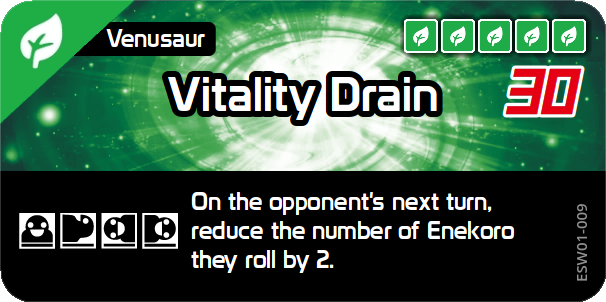 Venusaur
Vitality Drain
30
On the opponent's next turn,
reduce the number of Enekoro
they roll by 2.
ESW01-009